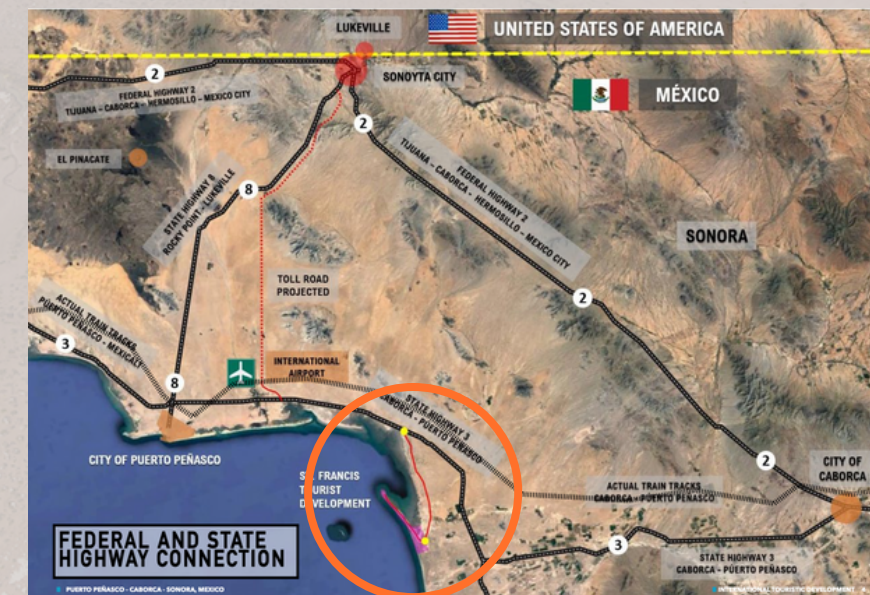 LUKEVILLE
UNITED STATES OF AMERICA
2
SONOYTA CITY
MÉXICO
FEDERAL HIGHWAY 2
TIJUANA - CABORCA - HERMOSILLO - MEXICO CITY
2
EL PINACATE
STATE HIGHWAY 8
ROCKY POINT - LUKEVILLE
8
FEDERAL HIGHWAY 2
TIJUANA - CABORCA - HERMOSILLO - MEXICO CITY
SONORA
TOLL ROAD
PROJECTED
2
ACTUAL TRAIN TRACKS
PUERTO PEÑASCO - MEXICALI
3
INTERNATIONAL
AIRPORT
8
STATE HIGHWAY 3
CABORCA - PUERTO PEÑASCO
CITY OF PUERTO PEÑASCO
2
CITY OF
CABORCA
FRANCIS
TOURIST
DEVELOPMENT
ACTUAL TRAIN TRACKS
CABORCA - PUERTO PEÑASCO
FEDERAL AND STATE
HIGHWAY CONNECTION
3
STATE HIGHWAY 3
CABORCA - PUERTO PEÑASCO
PUERTO PEÑASCO - CABORCA - SONORA, MEXICO
INTERNATIONAL TOURISTIC DEVELOPMENT